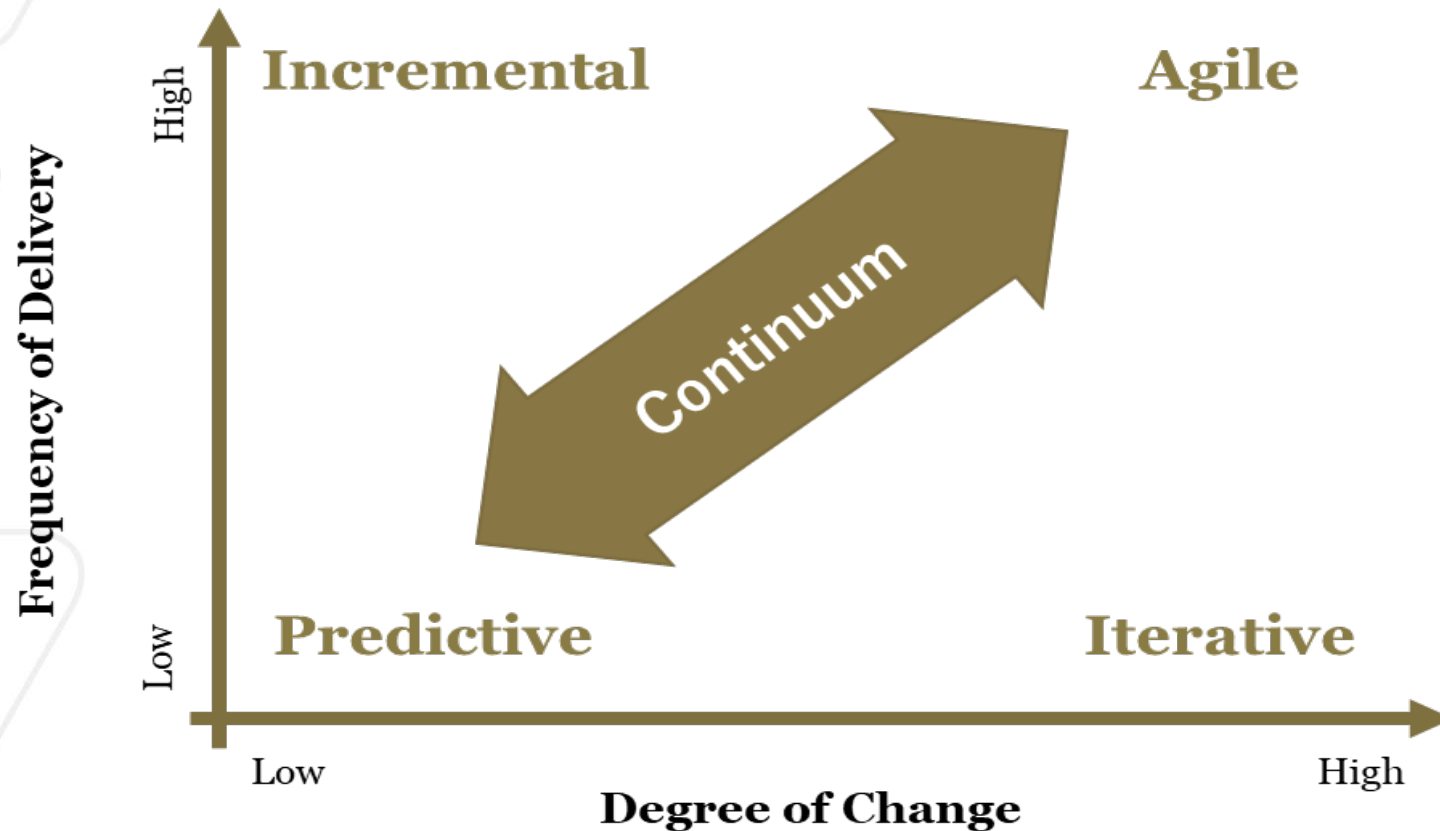 Incremental
Agile
High
Frequency of Delivery
Continuum
Low
Predictive
Iterative
Low
High
Degree of Change